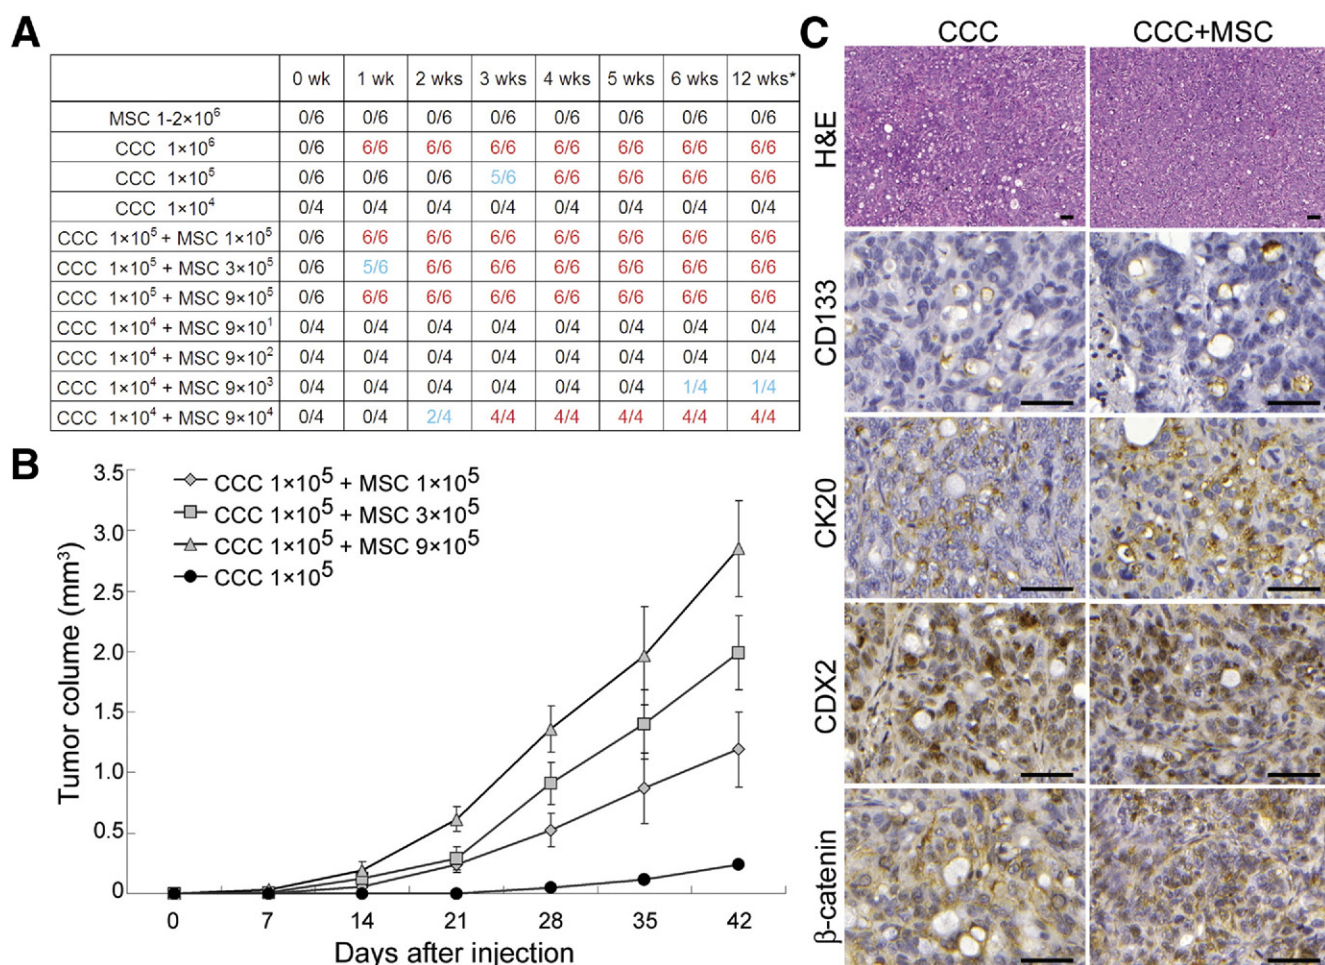 A
0 wk 1 wk 2 wks 3 wks 4 wks 5 wks 6 wks 12 wks*
MSC 1-2×10⁶ 0/6 0/6 0/6 0/6 0/6 0/6 0/6 0/6
CCC 1×10⁶ 0/6 6/6 6/6 6/6 6/6 6/6 6/6 6/6
CCC 1×10⁵ 0/6 0/6 0/6 5/6 6/6 6/6 6/6 6/6
CCC 1×10⁴ 0/4 0/4 0/4 0/4 0/4 0/4 0/4 0/4
CCC 1×10⁵ + MSC 1×10⁵ 0/6 6/6 6/6 6/6 6/6 6/6 6/6 6/6
CCC 1×10⁵ + MSC 3×10⁵ 0/6 5/6 6/6 6/6 6/6 6/6 6/6 6/6
CCC 1×10⁵ + MSC 9×10⁵ 0/6 6/6 6/6 6/6 6/6 6/6 6/6 6/6
CCC 1×10⁴ + MSC 9×10¹ 0/4 0/4 0/4 0/4 0/4 0/4 0/4 0/4
CCC 1×10⁴ + MSC 9×10² 0/4 0/4 0/4 0/4 0/4 0/4 0/4 0/4
CCC 1×10⁴ + MSC 9×10³ 0/4 0/4 0/4 0/4 0/4 0/4 1/4 1/4
CCC 1×10⁴ + MSC 9×10⁴ 0/4 0/4 2/4 4/4 4/4 4/4 4/4 4/4
B
CCC 1×10⁵ + MSC 1×10⁵
CCC 1×10⁵ + MSC 3×10⁵
CCC 1×10⁵ + MSC 9×10⁵
CCC 1×10⁵
Tumor column (mm³)
3.5
3.0
2.5
2.0
1.5
1.0
0.5
0
0 7 14 21 28 35 42
Days after injection
C
CCC CCC+MSC
H&E
CD133
CK20
CDX2
β-catenin